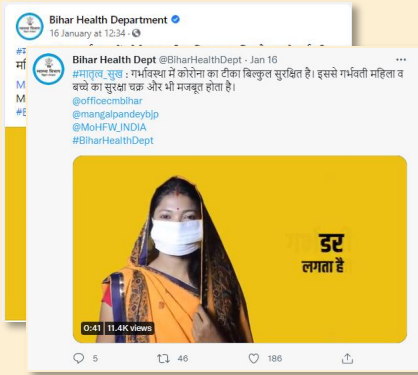 Bihar Health Department
16 January at 12:34 ·
#म
मि
M
M
#E
Bihar Health Dept @BiharHealthDept · Jan 16
#मातृत्व_सुख : गर्भावस्था में कोरोना का टीका बिल्कुल सुरक्षित है। इससे गर्भवती महिला व
बच्चे का सुरक्षा चक्र और भी मजबूत होता है।
@officecmbihar
@mangalpandeybjp
@MoHFW_INDIA
#BiharHealthDept
डर
लगता है
0:41 11.4K views
5 46 186